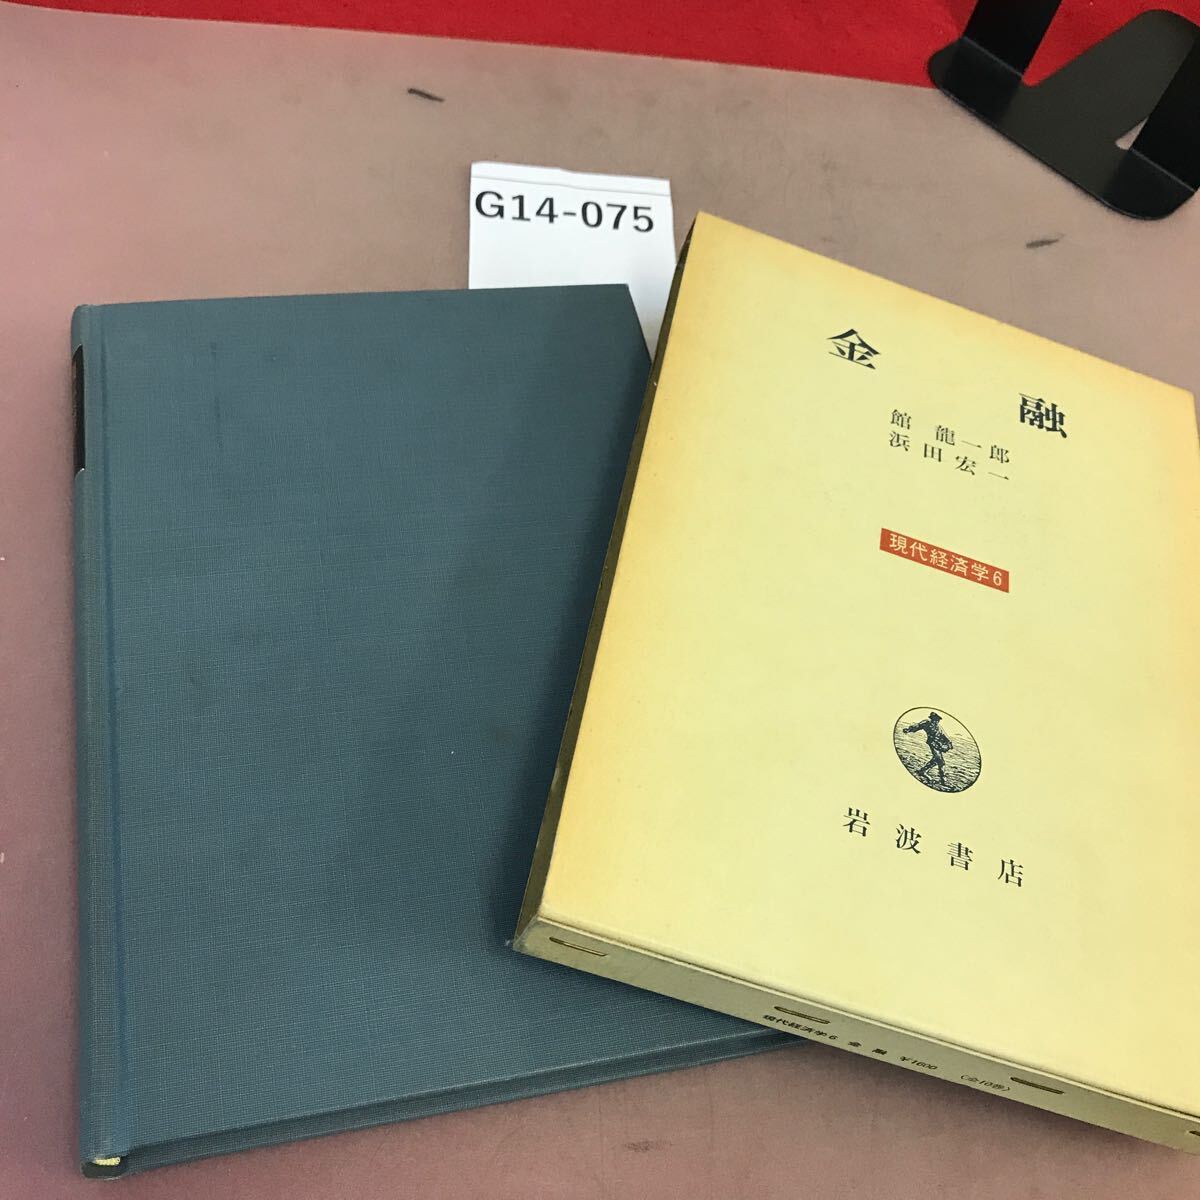 G14-075
金融
館龍一郎
浜田宏一
現代経済学6
岩波書店
現代経済学6 金融 ¥1600 (全10巻)